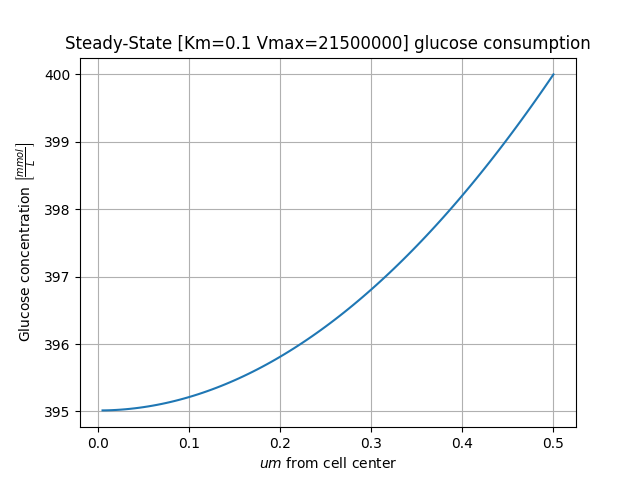 Steady-State [Km=0.1 Vmax=21500000] glucose consumption
Glucose concentration [mmol/L]
400
399
398
397
396
395
0.0 0.1 0.2 0.3 0.4 0.5
um from cell center